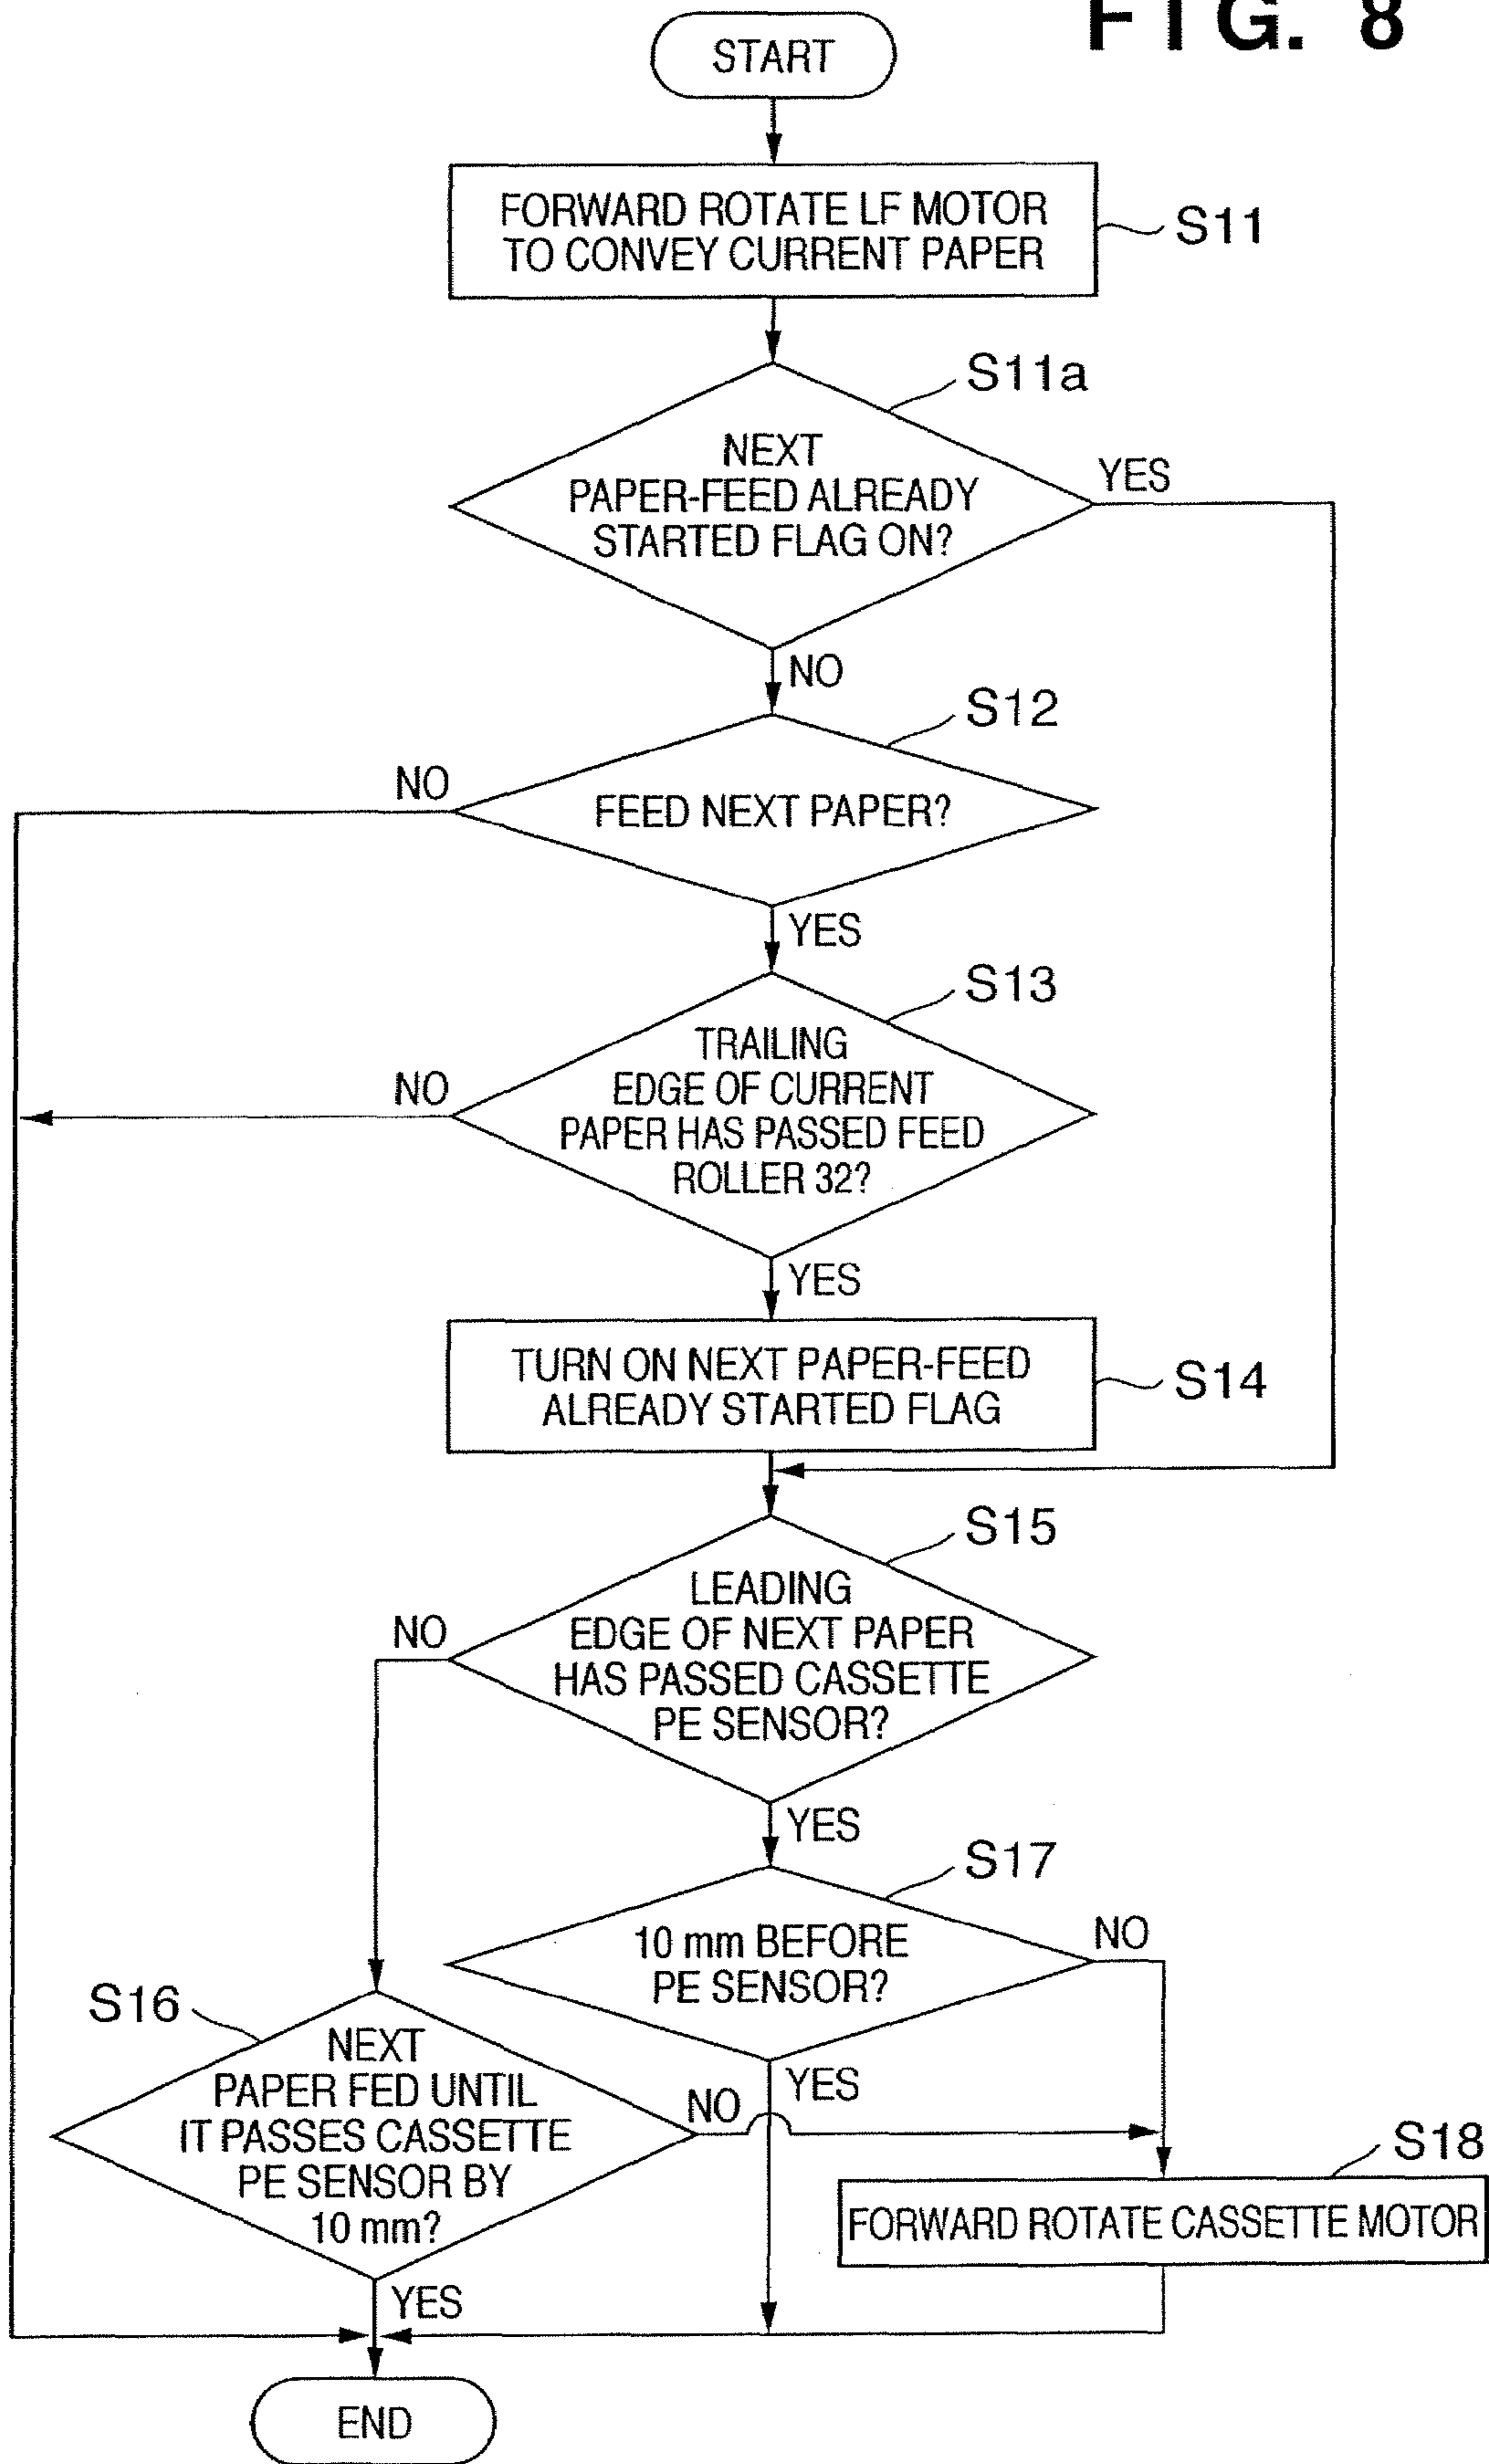 FIG. 8
START
FORWARD ROTATE LF MOTOR
TO CONVEY CURRENT PAPER
S11
S11a
NEXT
PAPER-FEED ALREADY
STARTED FLAG ON?
YES
NO
S12
NO
FEED NEXT PAPER?
YES
S13
NO
TRAILING
EDGE OF CURRENT
PAPER HAS PASSED FEED
ROLLER 32?
YES
TURN ON NEXT PAPER-FEED
ALREADY STARTED FLAG
S14
S15
NO
LEADING
EDGE OF NEXT PAPER
HAS PASSED CASSETTE
PE SENSOR?
YES
S17
10 mm BEFORE
PE SENSOR?
NO
YES
S16
NEXT
PAPER FED UNTIL
IT PASSES CASSETTE
PE SENSOR BY
10 mm?
NO
S18
FORWARD ROTATE CASSETTE MOTOR
YES
END